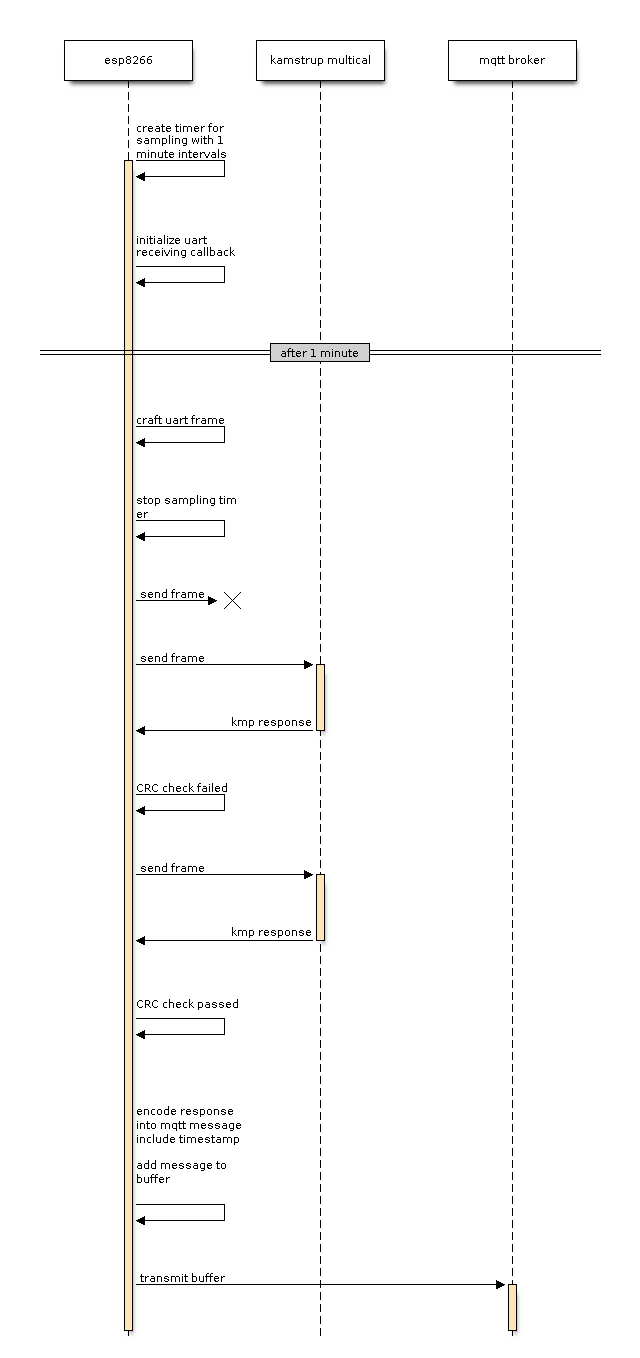 esp8266
kamstrup multical
mqtt broker
create timer for
sampling with 1
minute intervals
initialize uart
receiving callback
after 1 minute
craft uart frame
stop sampling tim
er
send frame
send frame
kmp response
CRC check failed
send frame
kmp response
CRC check passed
encode response
into mqtt message
include timestamp
add message to
buffer
transmit buffer